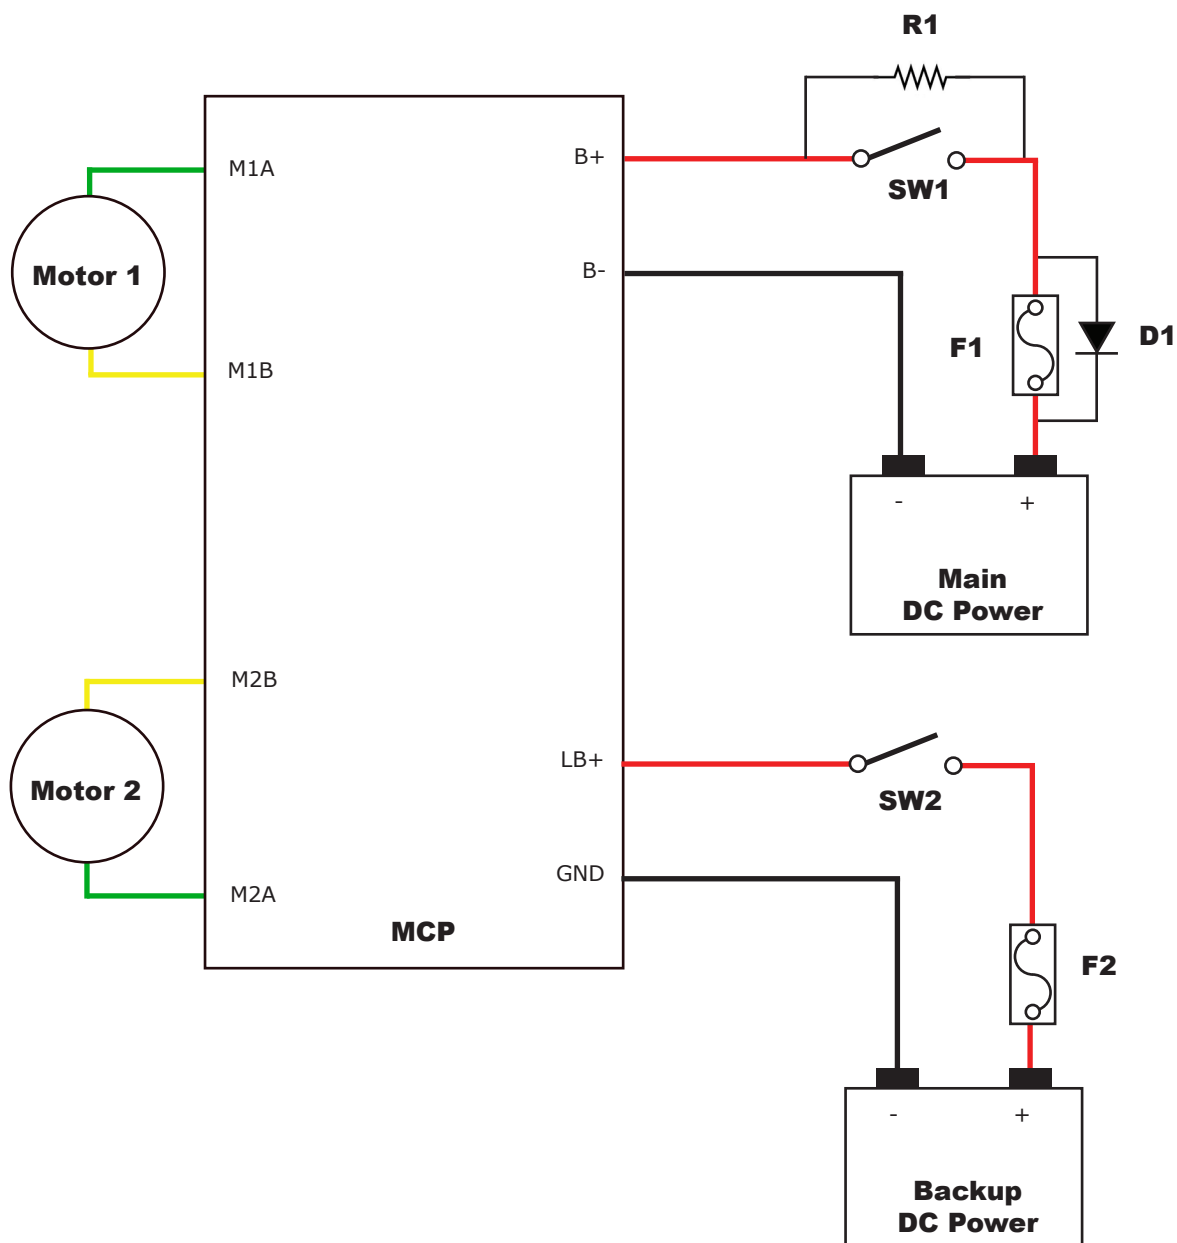 R1
M1A
B+
SW1
Motor 1
B-
F1
D1
M1B
-
+
Main
DC Power
M2B
LB+
Motor 2
SW2
GND
M2A
MCP
F2
-
+
Backup
DC Power